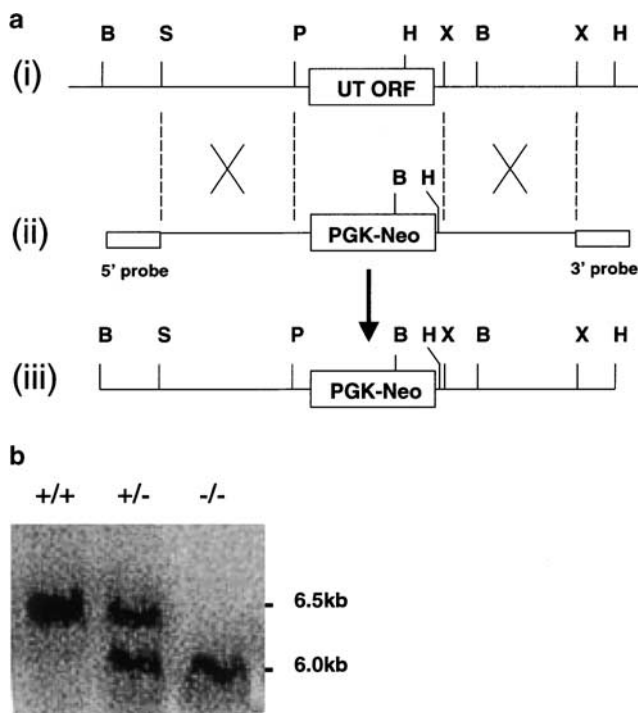 a
B S P H X B X H
(i)
UT ORF
B H
(ii)
PGK-Neo
5' probe
3' probe
B S P B H X B X H
(iii)
PGK-Neo
b
+/+ +/- -/-
6.5kb
6.0kb